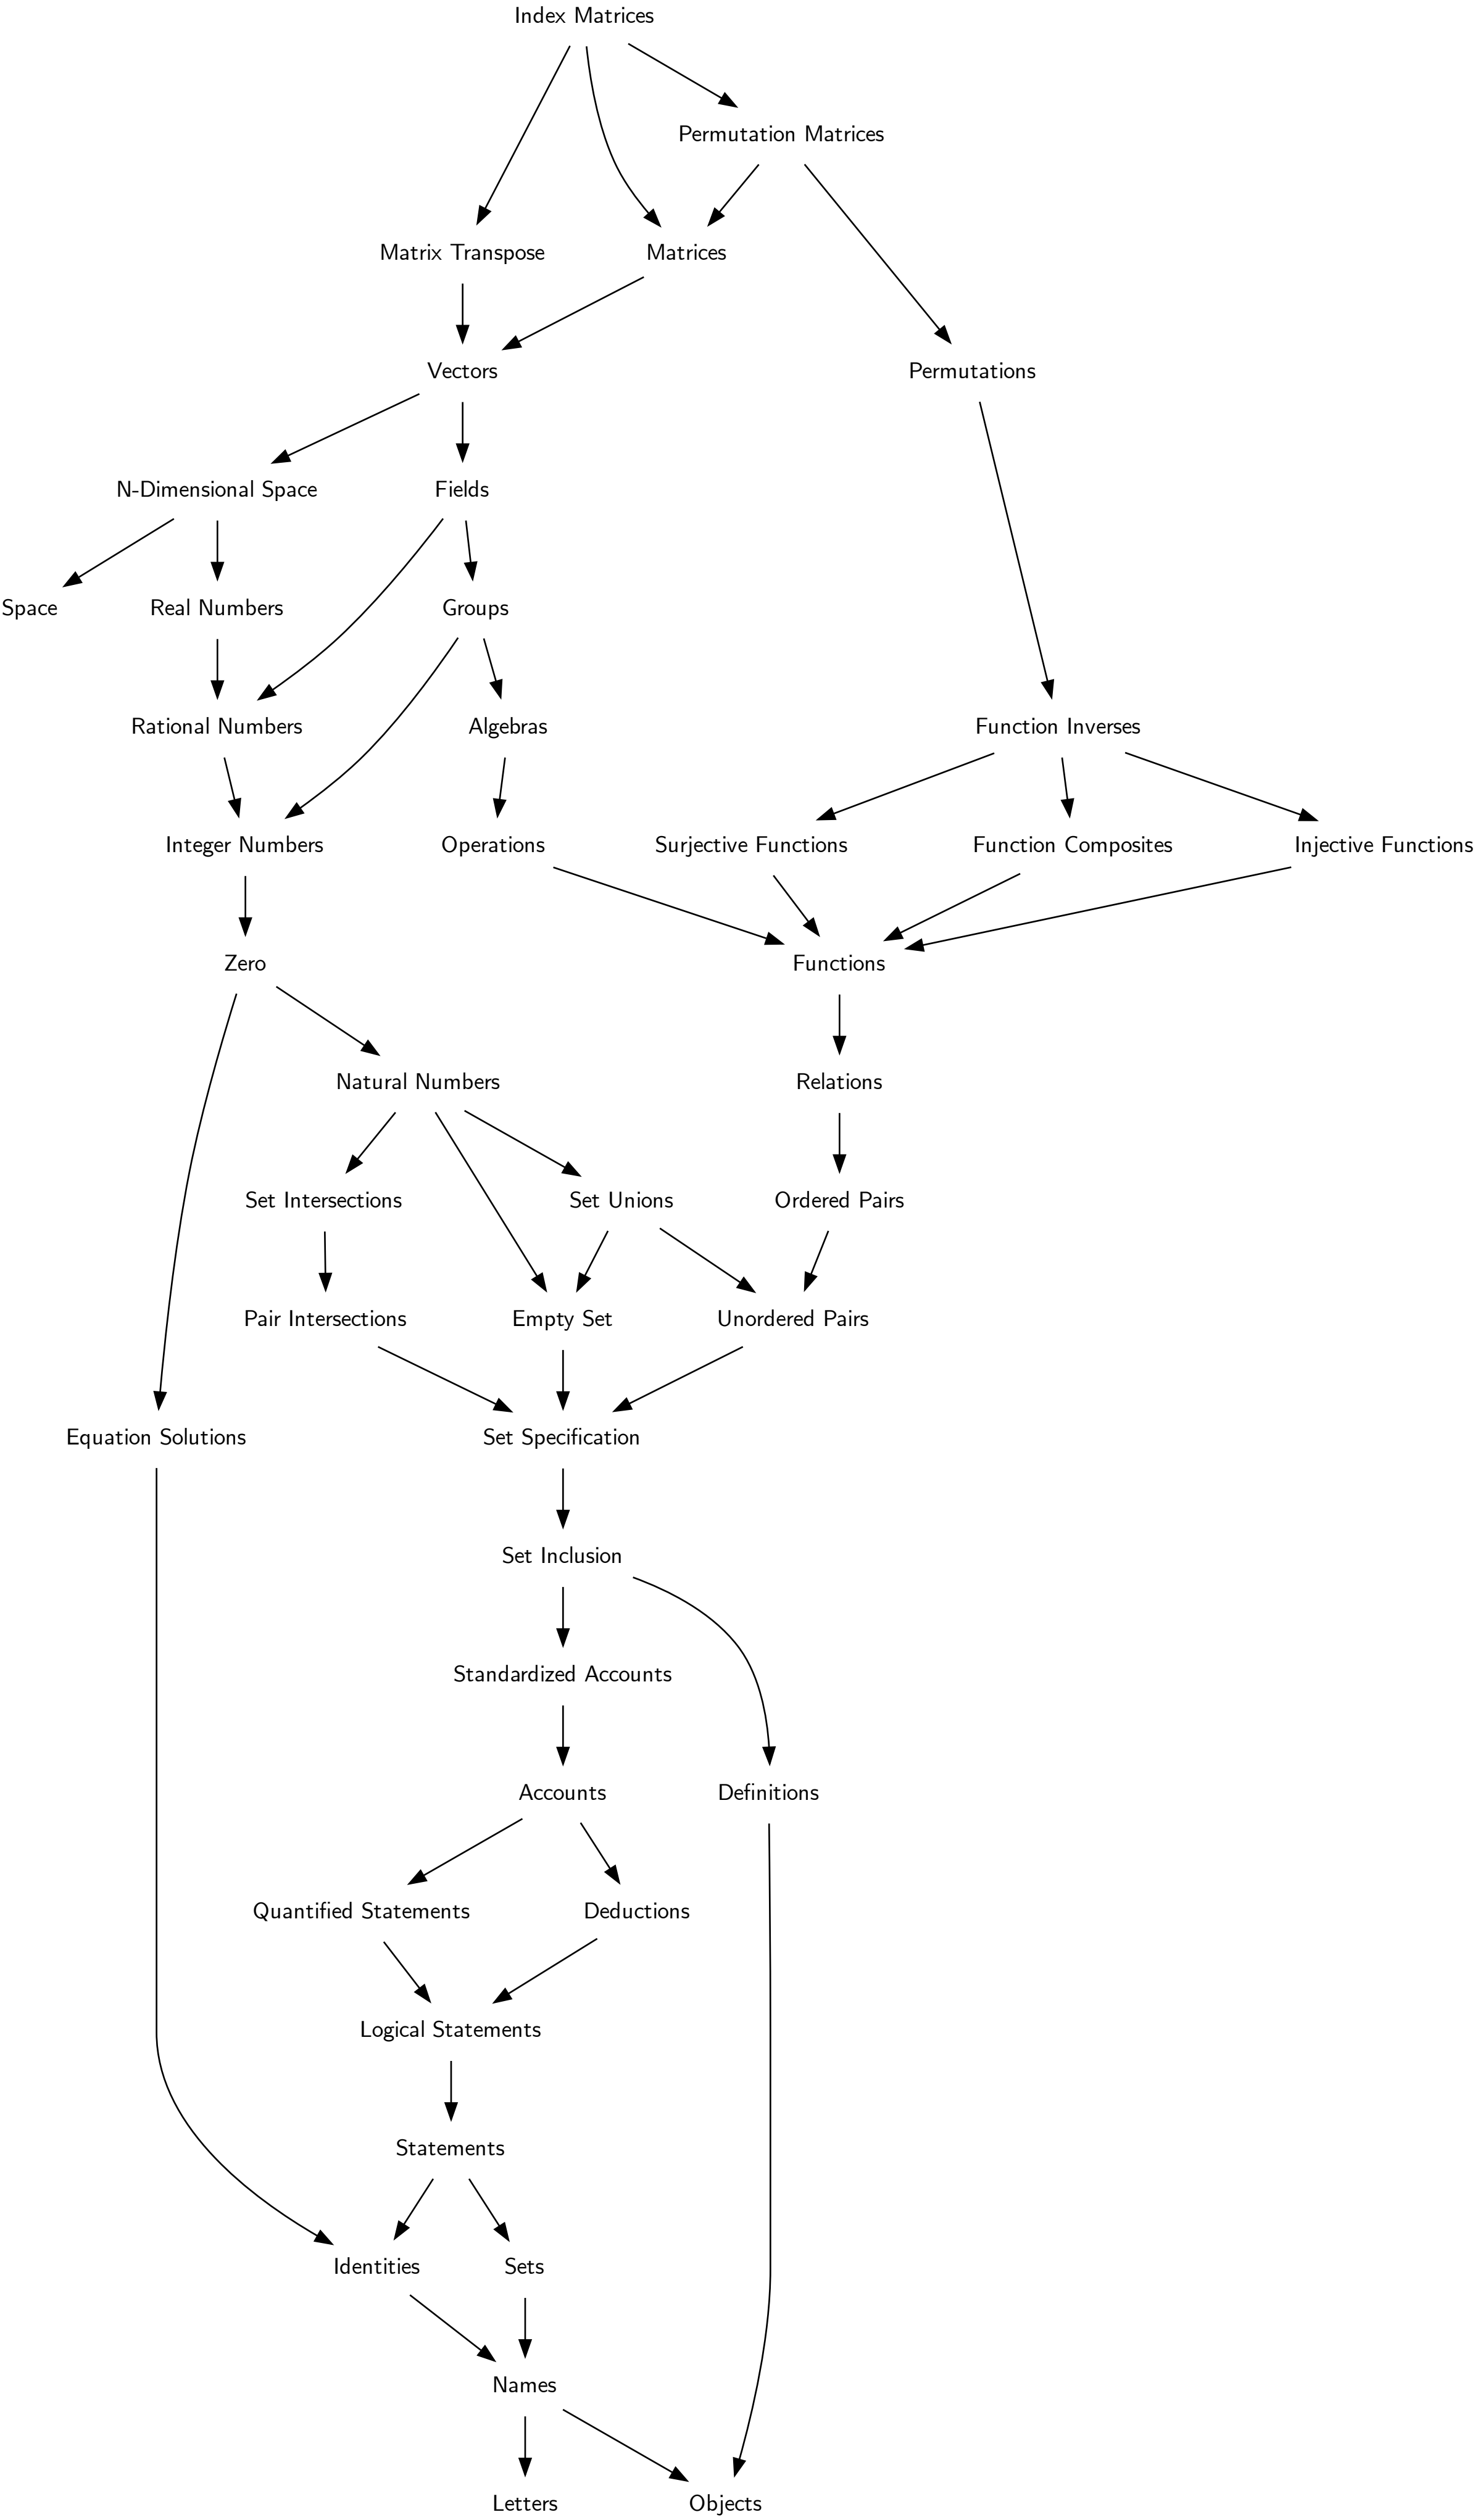 Index Matrices
Permutation Matrices
Matrix Transpose
Matrices
Vectors
Permutations
N-Dimensional Space
Fields
Space
Real Numbers
Groups
Rational Numbers
Algebras
Function Inverses
Integer Numbers
Operations
Surjective Functions
Function Composites
Injective Functions
Zero
Functions
Natural Numbers
Relations
Set Intersections
Set Unions
Ordered Pairs
Pair Intersections
Empty Set
Unordered Pairs
Equation Solutions
Set Specification
Set Inclusion
Standardized Accounts
Accounts
Definitions
Quantified Statements
Deductions
Logical Statements
Statements
Identities
Sets
Names
Letters
Objects